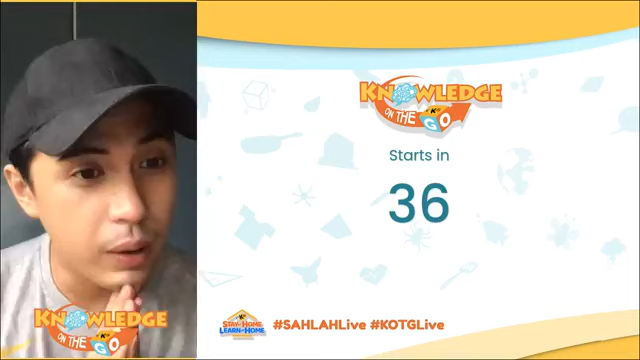 KNOWLEDGE
ON THE GO
Starts in
36
KNOWLEDGE
ON THE GO
STAY HOME
LEARN HOME
#SAHLAHLive #KOTGLive